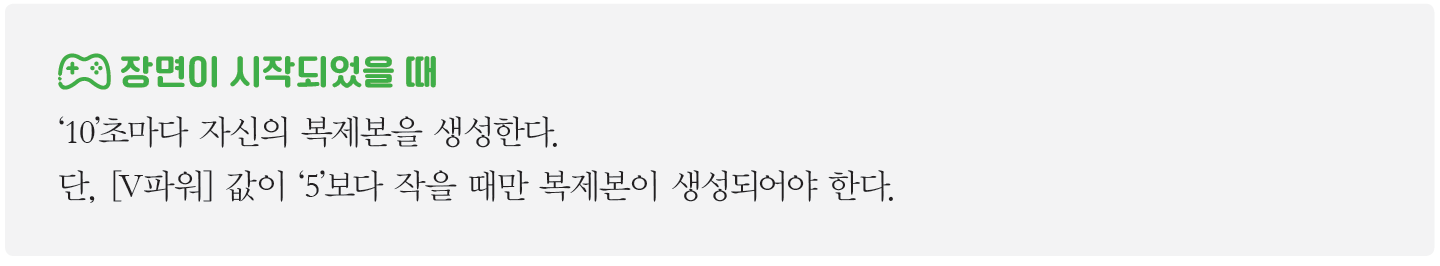 장면이 시작되었을 때
‘10’초마다 자신의 복제본을 생성한다.
단, [V파워] 값이 ‘5’보다 작을 때만 복제본이 생성되어야 한다.